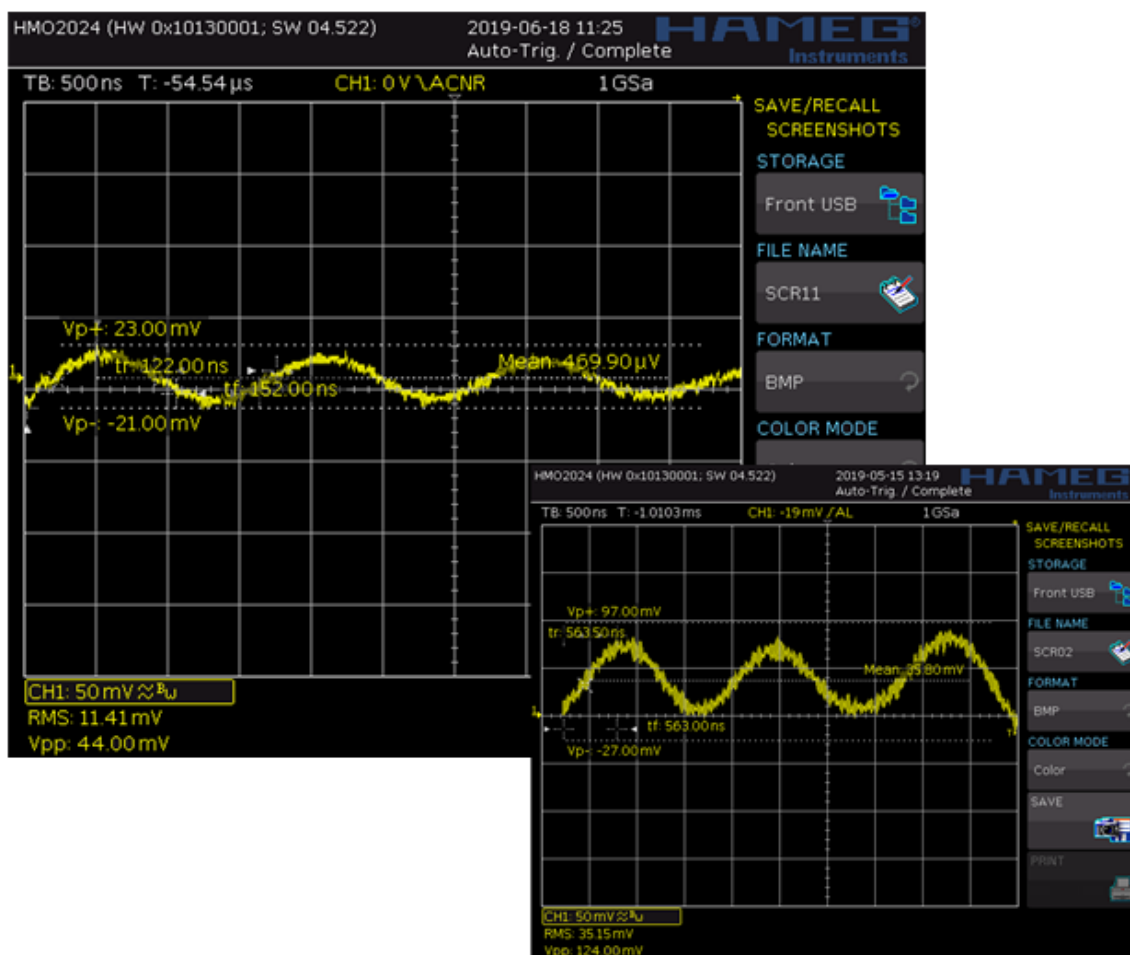 HMO2024 (HW 0x10130001; SW 04.522)
2019-06-18 11:25
HAMEG®
Auto-Trig. / Complete
Instruments
TB: 500ns T: -54.54µs CH1: 0V \ACNR 1GSa
SAVE/RECALL
SCREENSHOTS
STORAGE
Front USB
FILE NAME
SCR11
FORMAT
BMP
COLOR MODE
Vp+: 23.00mV
tr: 122.00ns
Mean: 469.90µV
tf: 152.00ns
Vp-: -21.00mV
1
CH1: 50mV≂ᴮw
RMS: 11.41mV
Vpp: 44.00mV
HMO2024 (HW 0x10130001; SW 04.522)
2019-05-15 13:19
HAMEG
Auto-Trig. / Complete
Instruments
TB: 500ns T: -1.0103ms CH1: -19mV /AL 1GSa
SAVE/RECALL
SCREENSHOTS
STORAGE
Front USB
FILE NAME
SCR02
FORMAT
BMP
COLOR MODE
Color
SAVE
PRINT
Vp+: 97.00mV
tr: 563.50ns
Mean: 35.80mV
1
tf: 563.00ns
Vp-: -27.00mV
CH1: 50mV≂ᴮw
RMS: 35.15mV
Vpp: 124.00mV